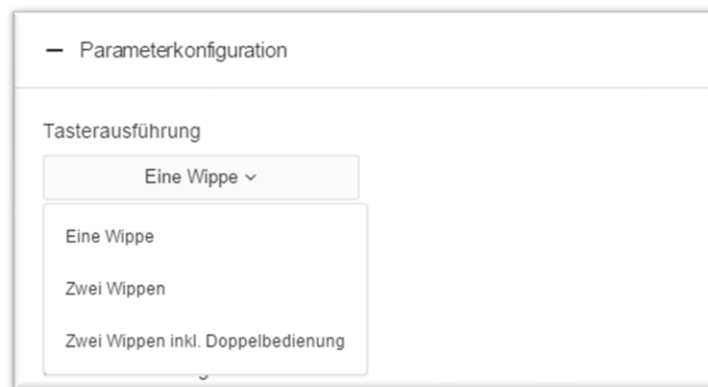 Parameterkonfiguration
Tasterausführung
Eine Wippe
Eine Wippe
Zwei Wippen
Zwei Wippen inkl. Doppelbedienung